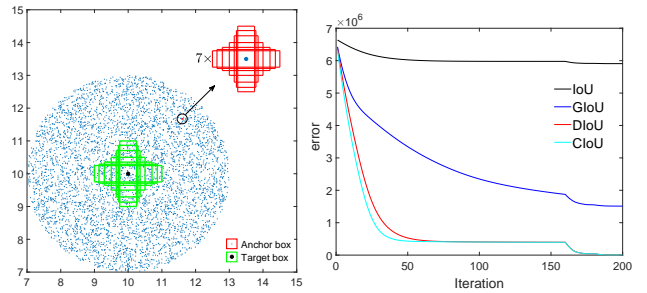 15
14
13
12
11
10
9
8
7
7 8 9 10 11 12 13 14 15
7×
Anchor box
Target box
×10⁶
7
6
5
4
3
2
1
0
0 50 100 150 200
error
Iteration
IoU
GIoU
DIoU
CIoU